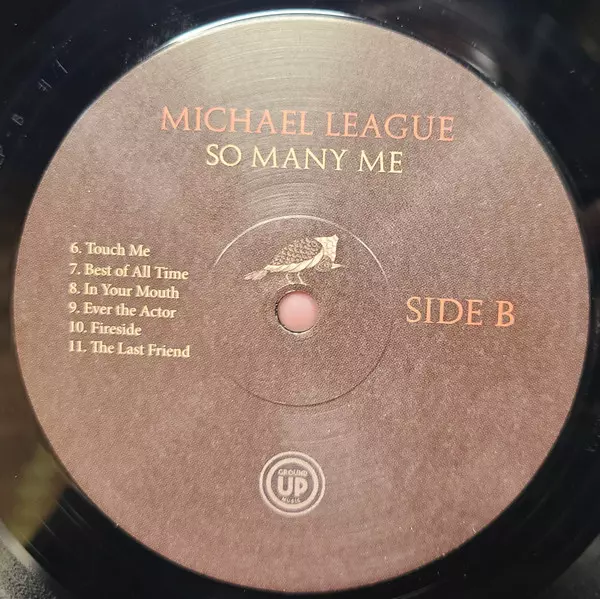 MICHAEL LEAGUE
SO MANY ME
6. Touch Me
7. Best of All Time
8. In Your Mouth
9. Ever the Actor
10. Fireside
11. The Last Friend
SIDE B
GROUND
UP
MUSIC